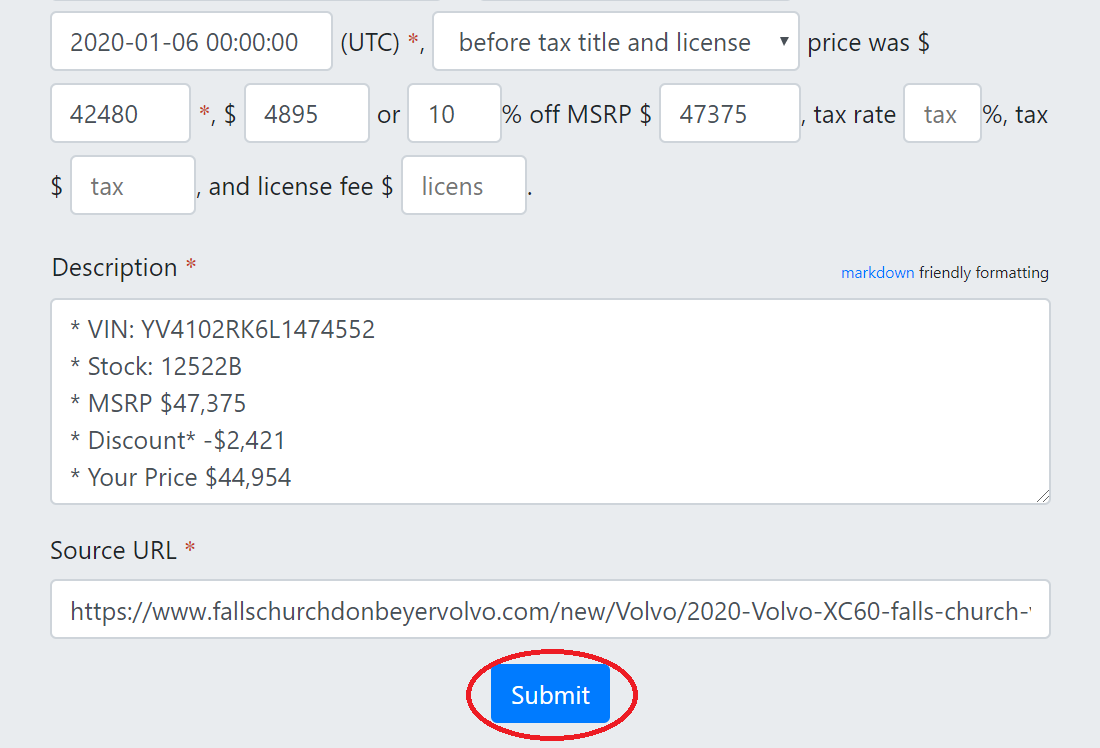 2020-01-06 00:00:00 (UTC) *, before tax title and license ▼ price was $
42480 *, $ 4895 or 10 % off MSRP $ 47375 , tax rate tax %, tax
$ tax , and license fee $ licens .
Description * markdown friendly formatting
* VIN: YV4102RK6L1474552
* Stock: 12522B
* MSRP $47,375
* Discount* -$2,421
* Your Price $44,954
Source URL *
https://www.fallschurchdonbeyervolvo.com/new/Volvo/2020-Volvo-XC60-falls-church-
Submit